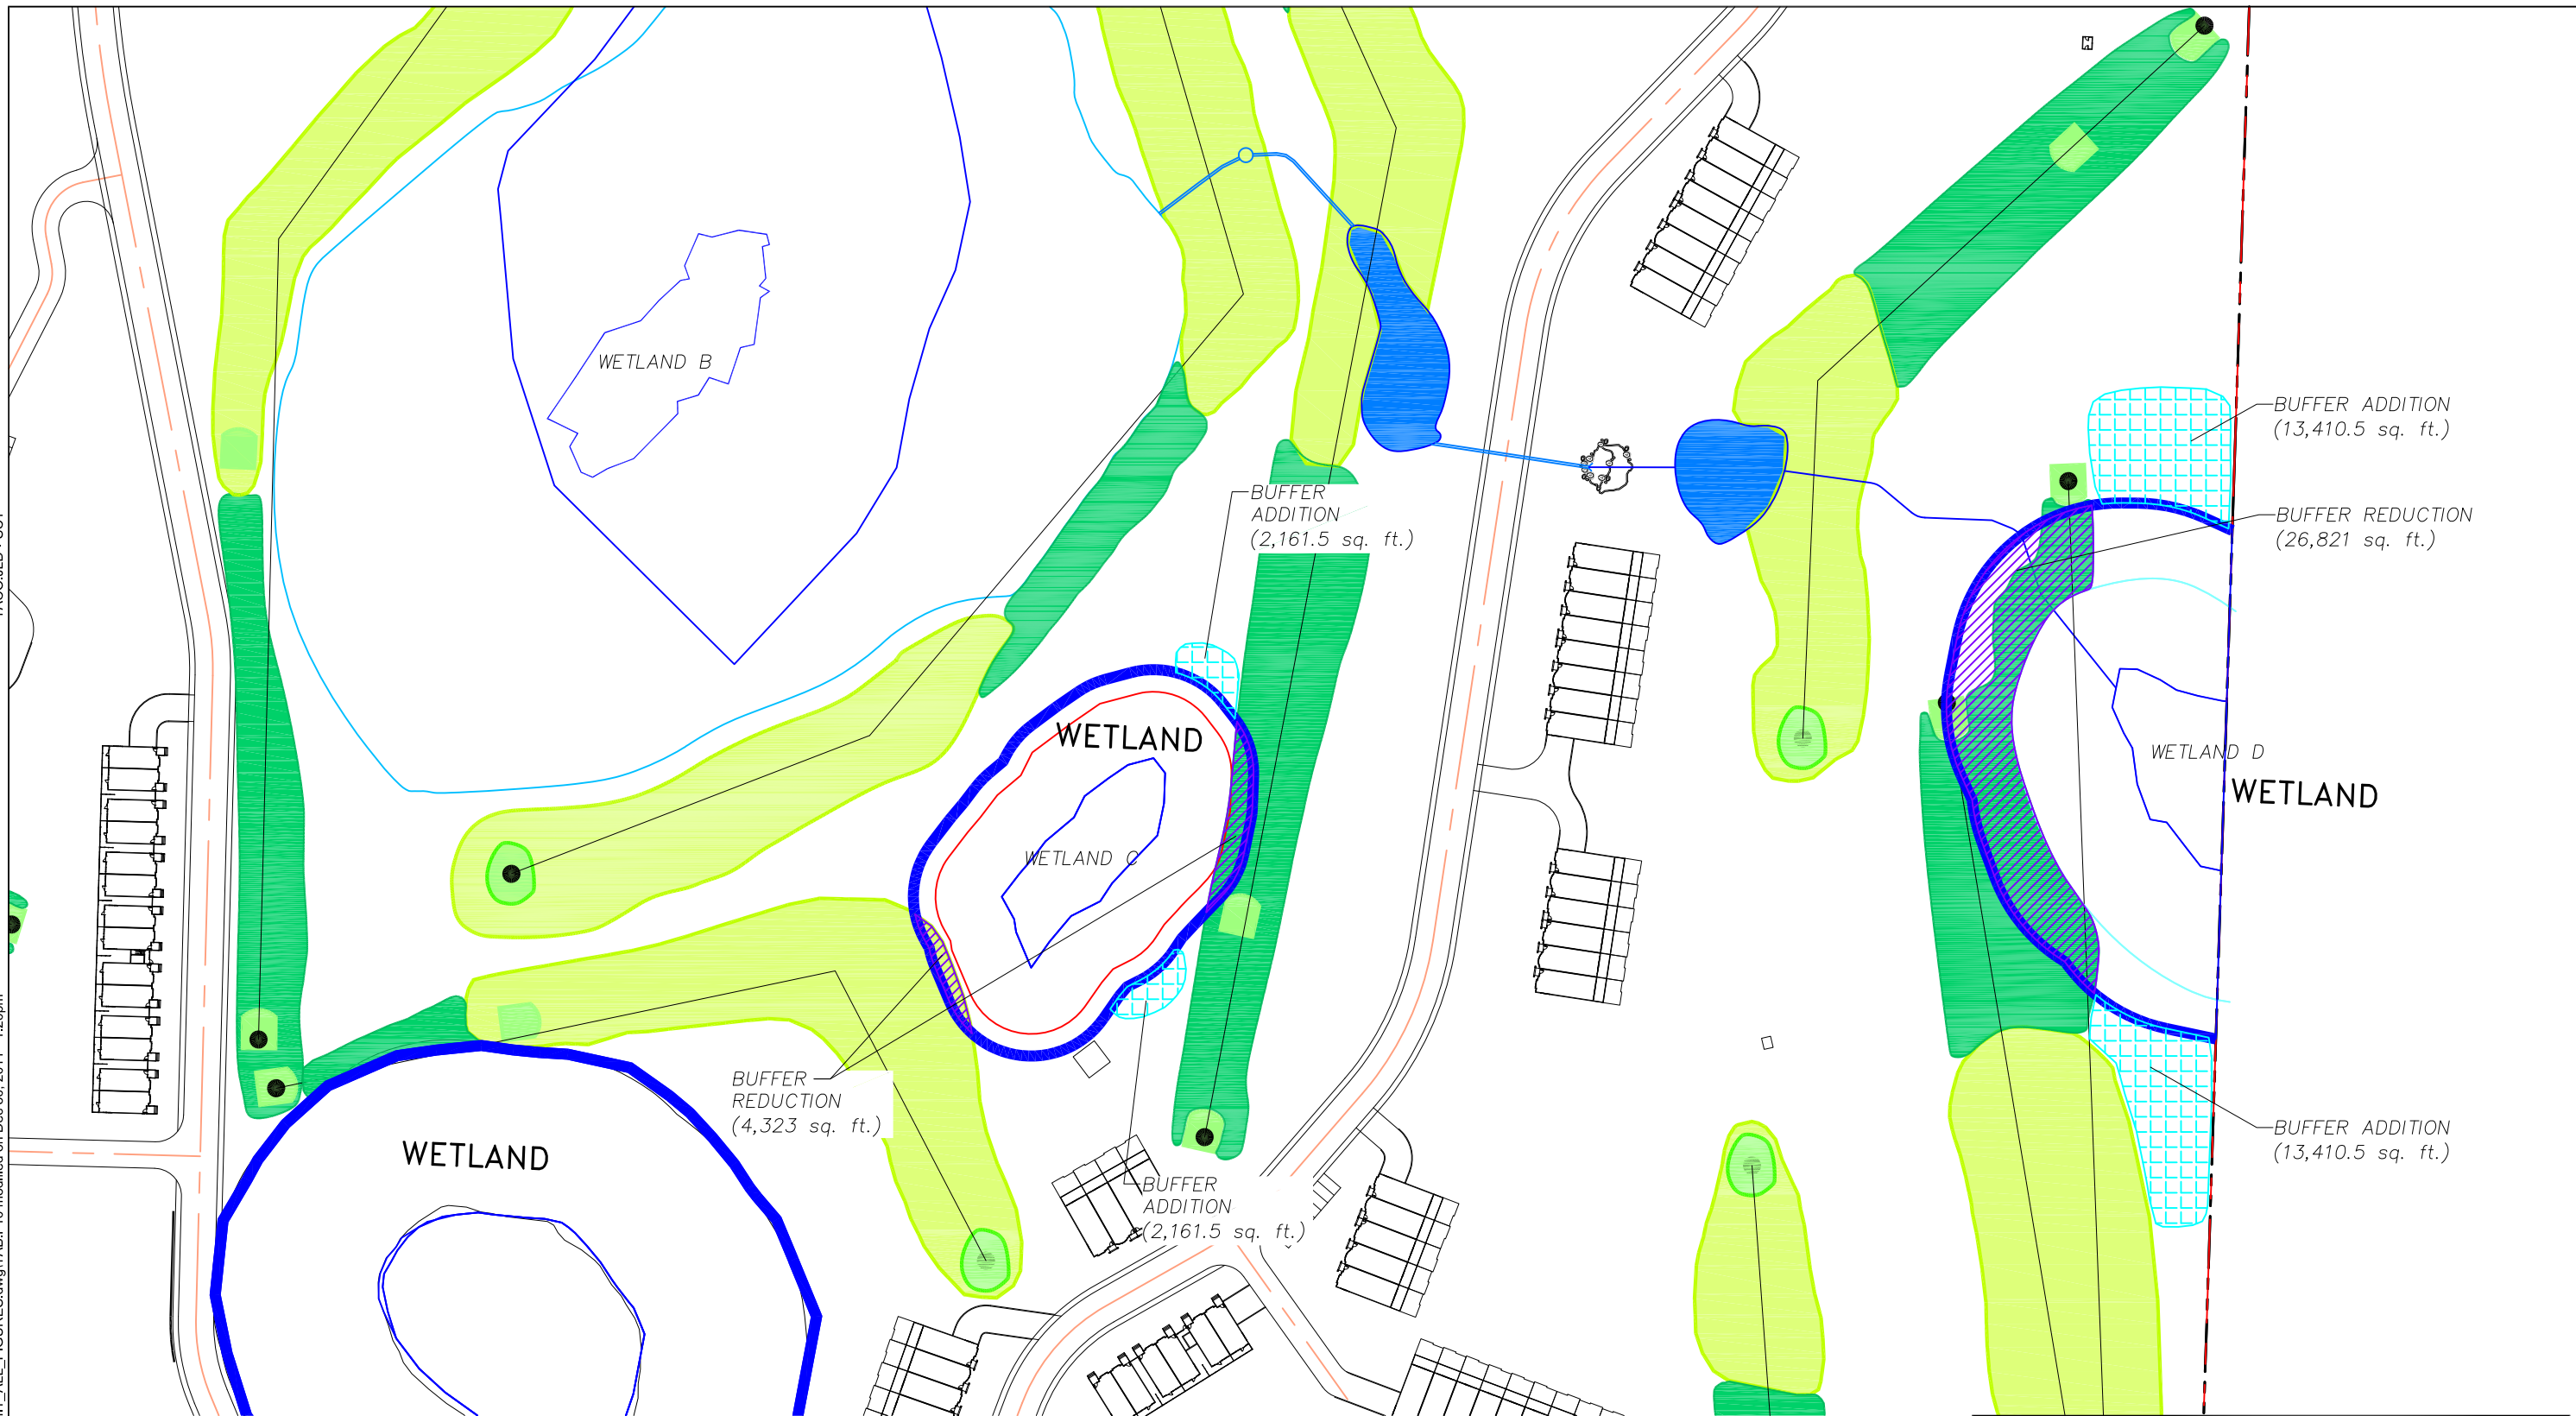 WETLAND B
BUFFER ADDITION
(13,410.5 sq. ft.)
BUFFER
ADDITION
(2,161.5 sq. ft.)
BUFFER REDUCTION
(26,821 sq. ft.)
WETLAND
WETLAND D
WETLAND
WETLAND C
BUFFER
REDUCTION
(4,323 sq. ft.)
BUFFER ADDITION
(13,410.5 sq. ft.)
WETLAND
BUFFER
ADDITION
(2,161.5 sq. ft.)